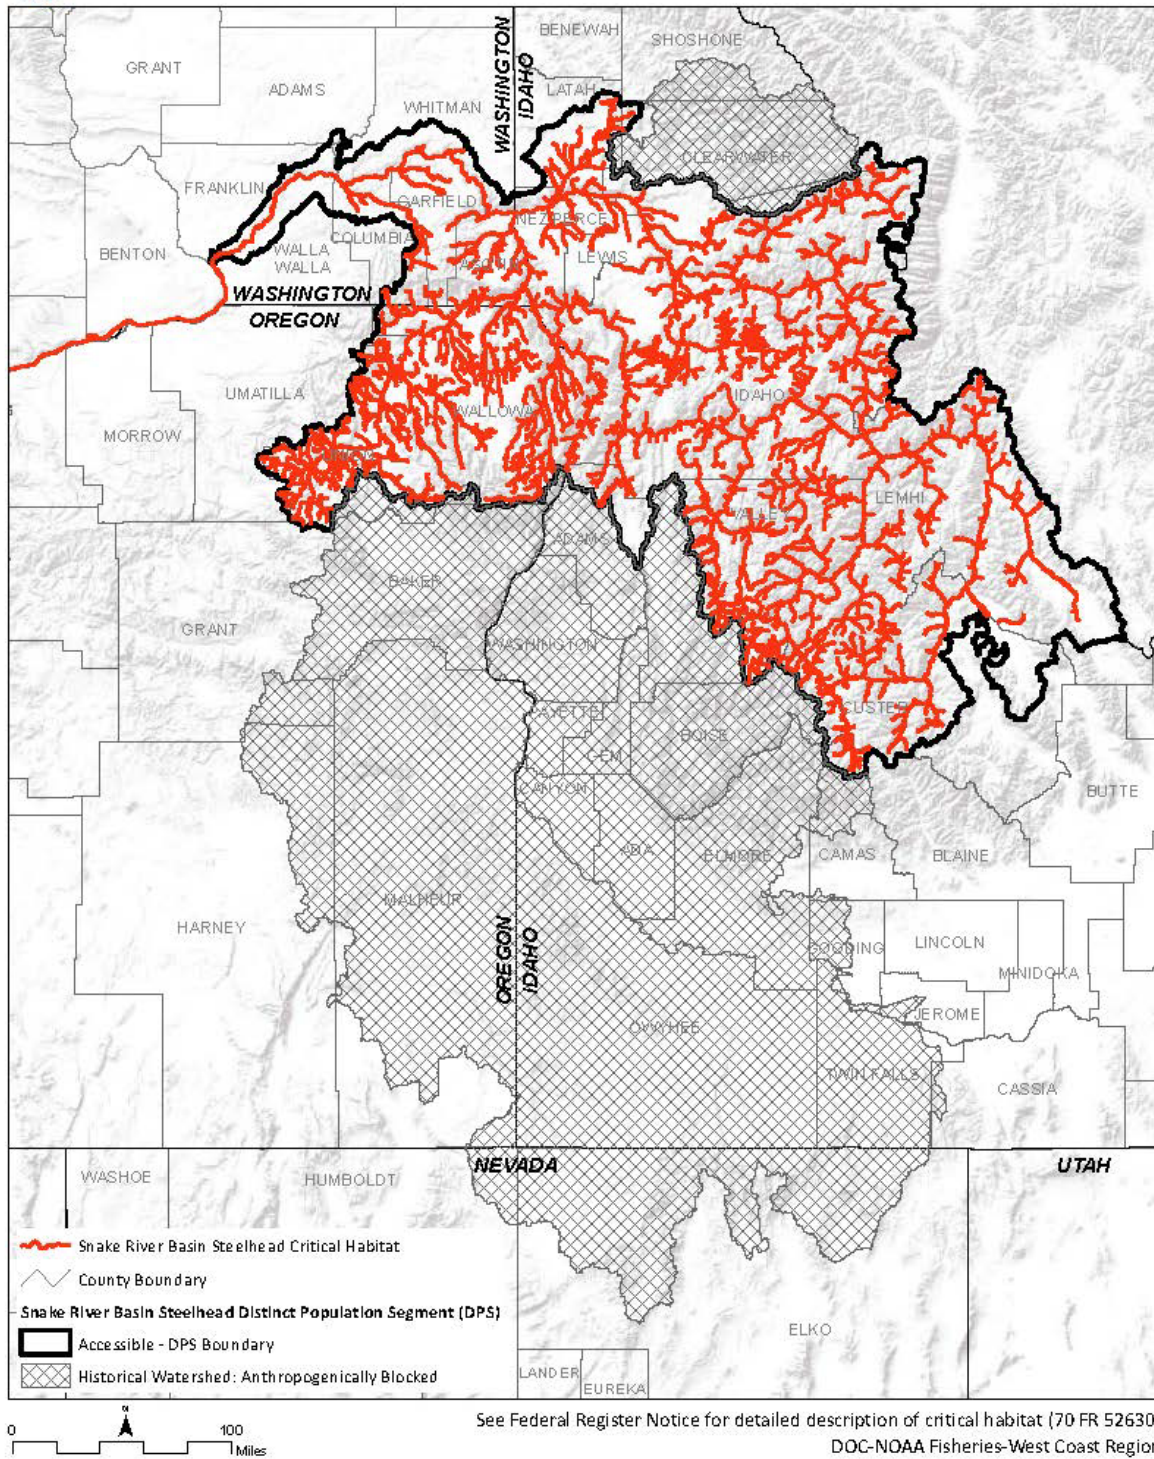 BENEWAH
SHOSHONE
WASHINGTON
IDAHO
GRANT
ADAMS
LATAH
WHITMAN
CLEARWATER
FRANKLIN
GARFIELD
NEZ PERCE
COLUMBIA
BENTON
WALLA
WALLA
ASOTIN
LEWIS
WASHINGTON
OREGON
UMATILLA
IDAHO
WALLOWA
MORROW
UNION
LEMHI
VALLEY
ADAMS
BAKER
GRANT
WASHINGTON
PAYETTE
CUSTER
BOISE
GEM
CANYON
BUTTE
ADA
ELMORE
CAMAS
BLAINE
MALHEUR
HARNEY
OREGON
IDAHO
GOODING
LINCOLN
MINIDOKA
JEROME
OWYHEE
TWIN FALLS
CASSIA
NEVADA
UTAH
WASHOE
HUMBOLDT
Snake River Basin Steelhead Critical Habitat
County Boundary
Snake River Basin Steelhead Distinct Population Segment (DPS)
Accessible - DPS Boundary
Historical Watershed: Anthropogenically Blocked
ELKO
LANDER
EUREKA
0 100
Miles
See Federal Register Notice for detailed description of critical habitat (70 FR 52630
DOC-NOAA Fisheries-West Coast Region